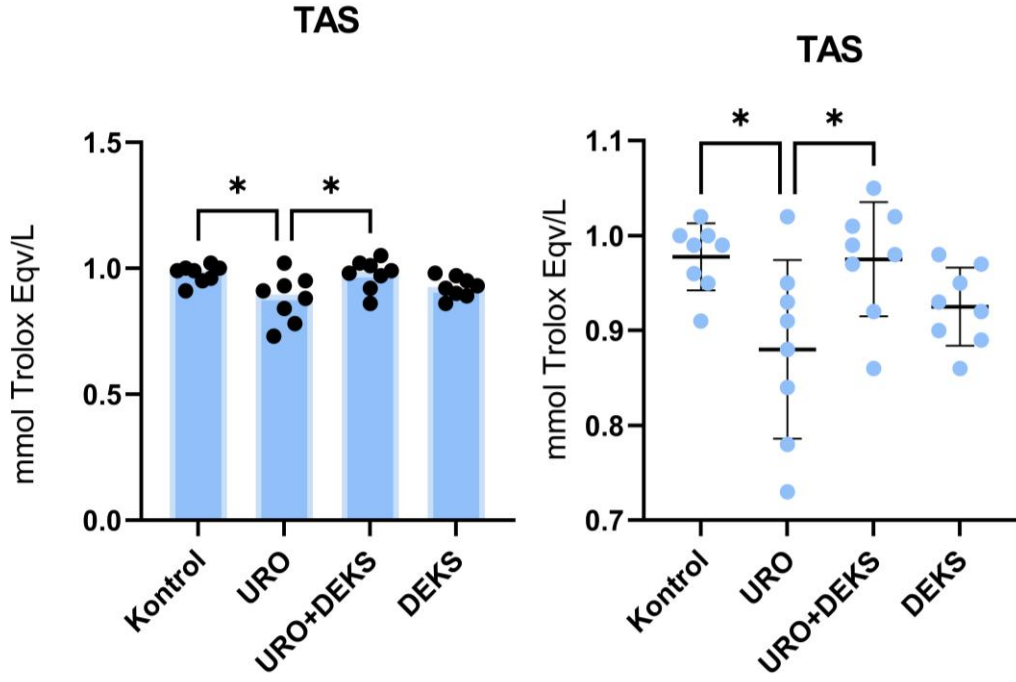 TAS
mmol Trolox Eqv/L
1.5
1.0
0.5
0.0
*
*
Kontrol
URO
URO+DEKS
DEKS
TAS
mmol Trolox Eqv/L
1.1
1.0
0.9
0.8
0.7
*
*
Kontrol
URO
URO+DEKS
DEKS